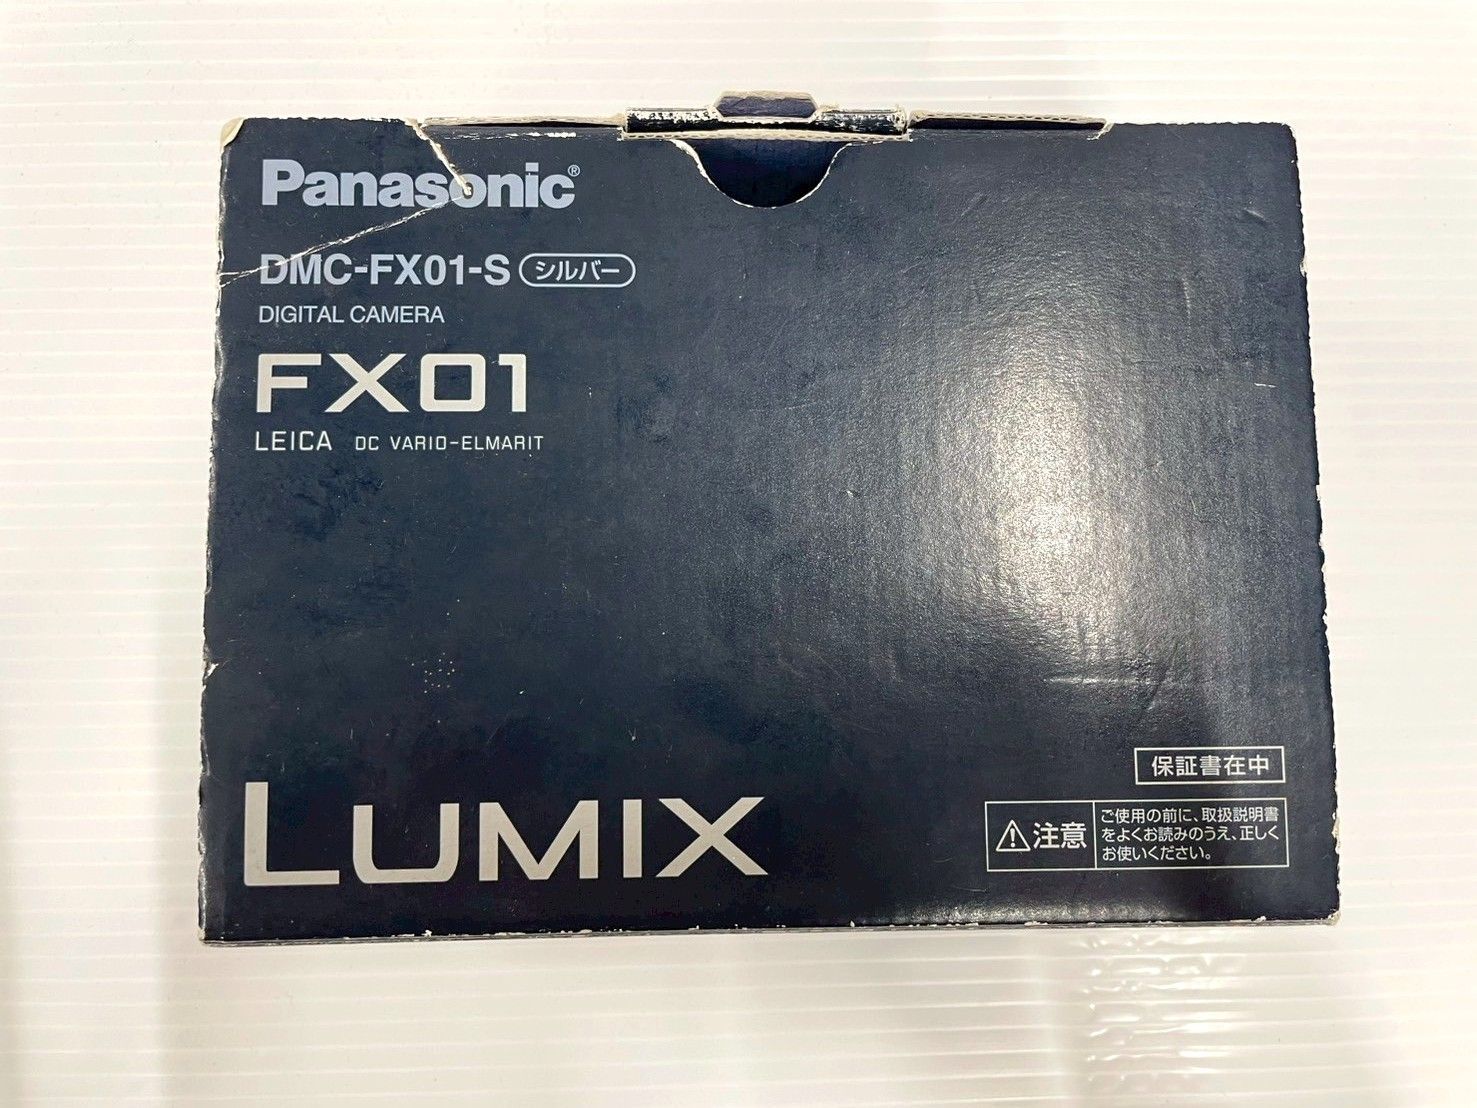 Panasonic®
DMC-FX01-S シルバー
DIGITAL CAMERA
FX01
LEICA DC VARIO-ELMARIT
LUMIX
保証書在中
注意
ご使用の前に、取扱説明書
をよくお読みのうえ、正しく
お使いください。